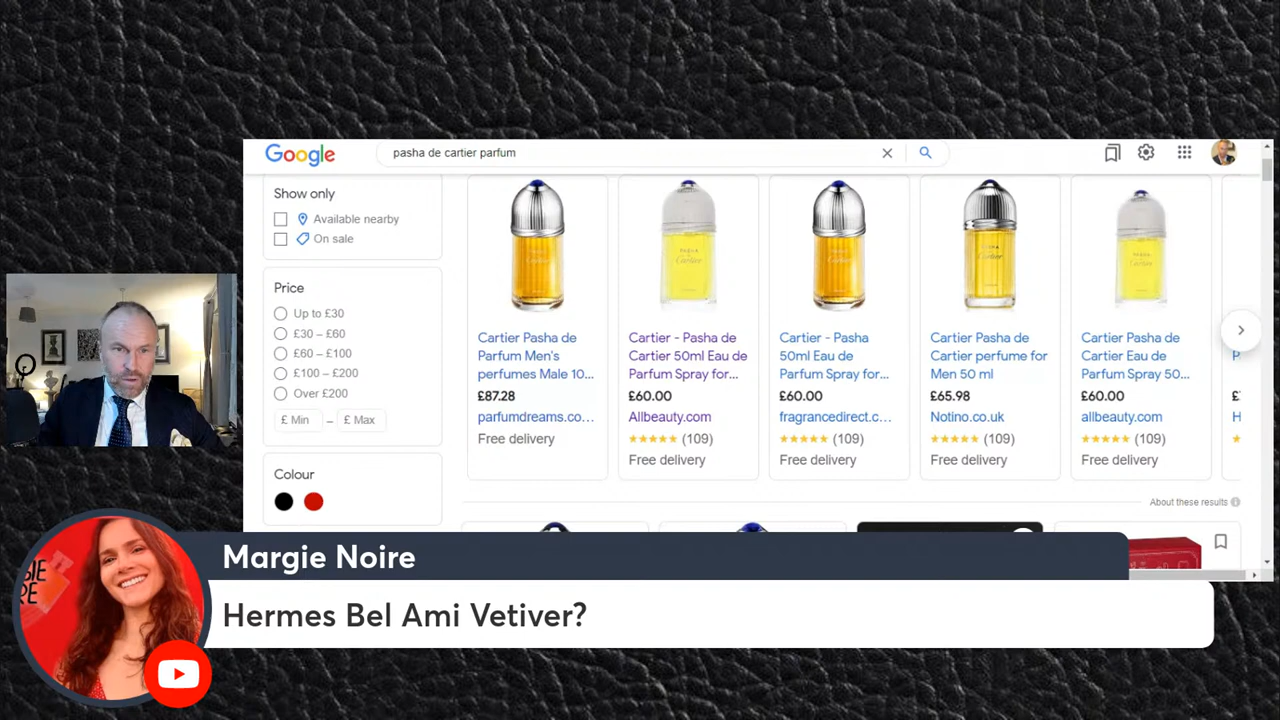 Google
pasha de cartier parfum
Show only
Available nearby
On sale
Price
Up to £30
£30 – £60
£60 – £100
£100 – £200
Over £200
£ Min – £ Max
Colour
Cartier Pasha de
Parfum Men's
perfumes Male 10...
£87.28
parfumdreams.co...
Free delivery
Cartier - Pasha de
Cartier 50ml Eau de
Parfum Spray for...
£60.00
Allbeauty.com
(109)
Free delivery
Cartier - Pasha
50ml Eau de
Parfum Spray for...
£60.00
fragrancedirect.c...
(109)
Free delivery
Cartier Pasha de
Cartier perfume for
Men 50 ml
£65.98
Notino.co.uk
(109)
Free delivery
Cartier Pasha de
Cartier Eau de
Parfum Spray 50...
£60.00
allbeauty.com
(109)
Free delivery
About these results
Margie Noire
Hermes Bel Ami Vetiver?